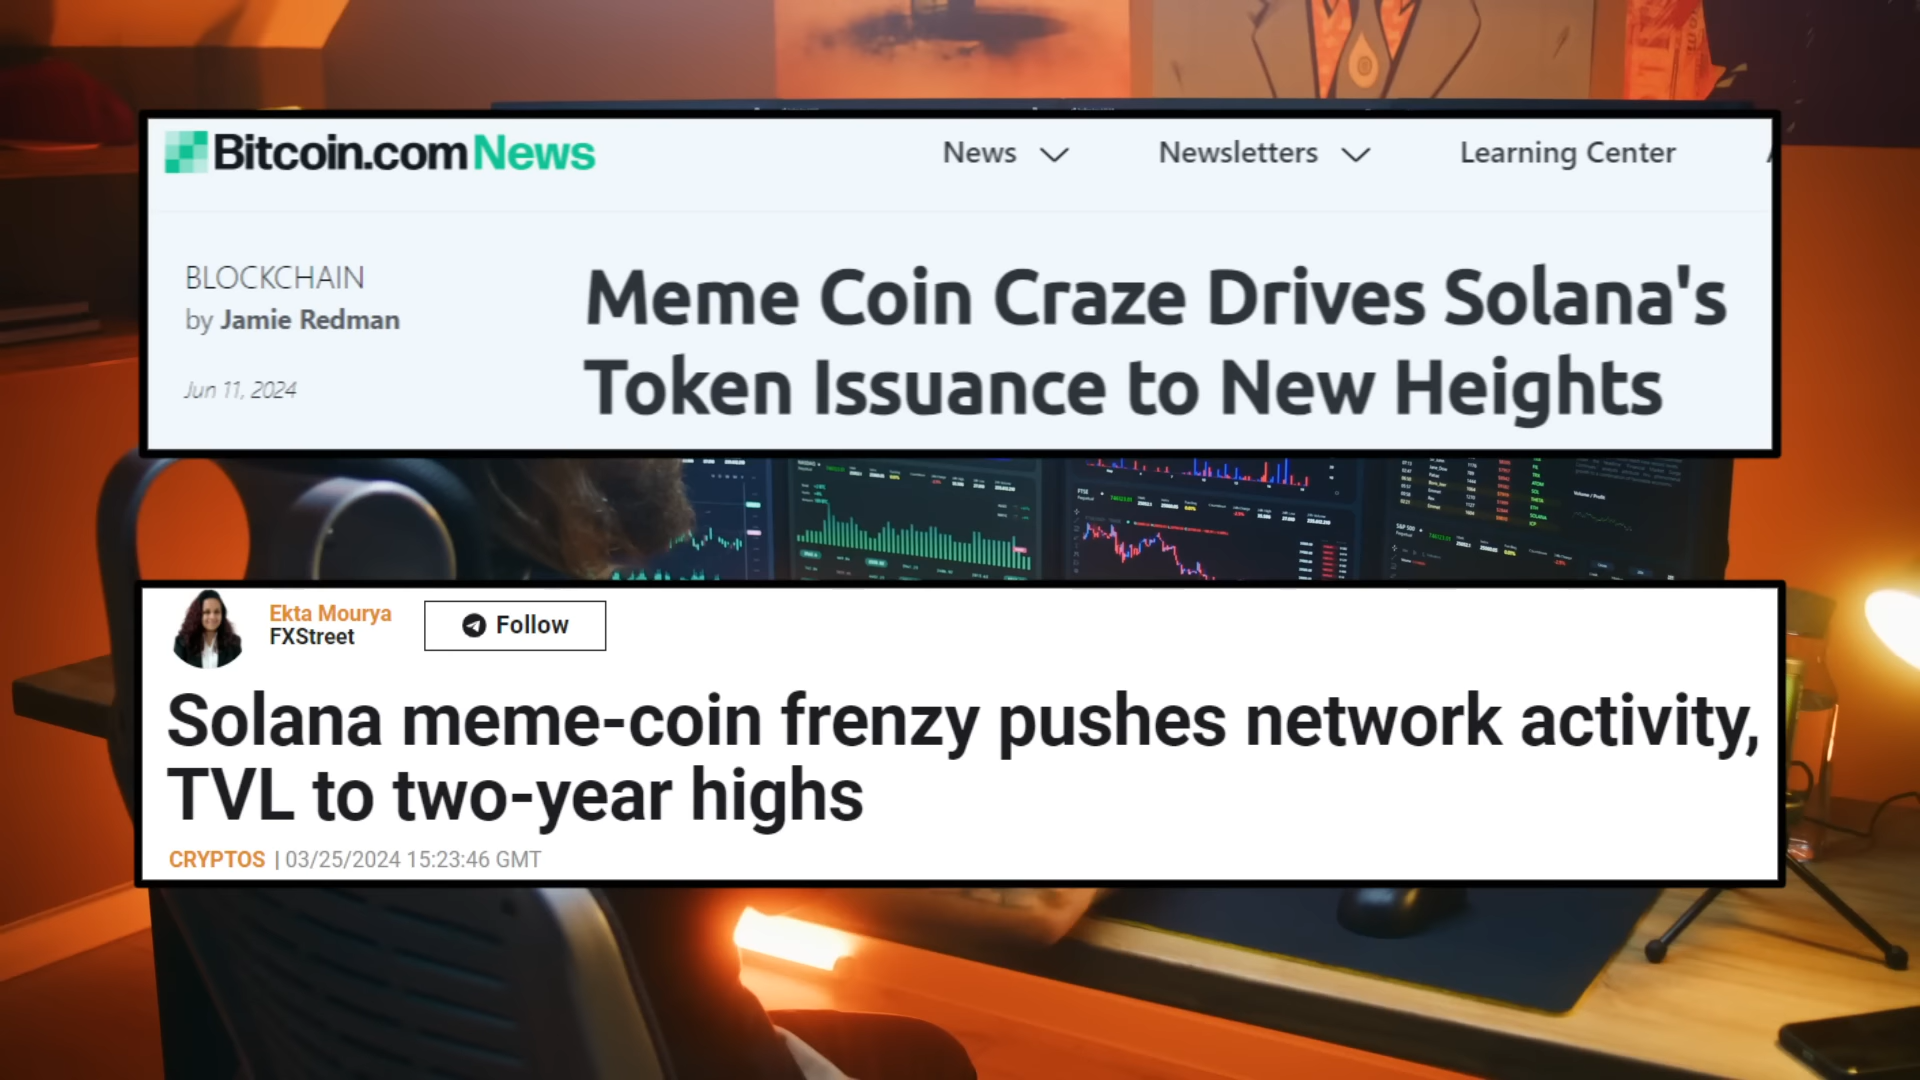 Bitcoin.com News
News
Newsletters
Learning Center
BLOCKCHAIN
by Jamie Redman
Jun 11, 2024
Meme Coin Craze Drives Solana's
Token Issuance to New Heights
Ekta Mourya
FXStreet
Follow
Solana meme-coin frenzy pushes network activity,
TVL to two-year highs
CRYPTOS | 03/25/2024 15:23:46 GMT